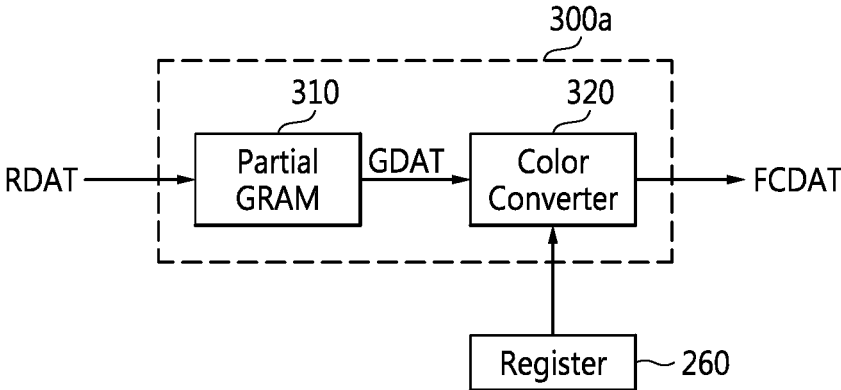 300a
310
320
RDAT
Partial
GRAM
GDAT
Color
Converter
FCDAT
Register
260